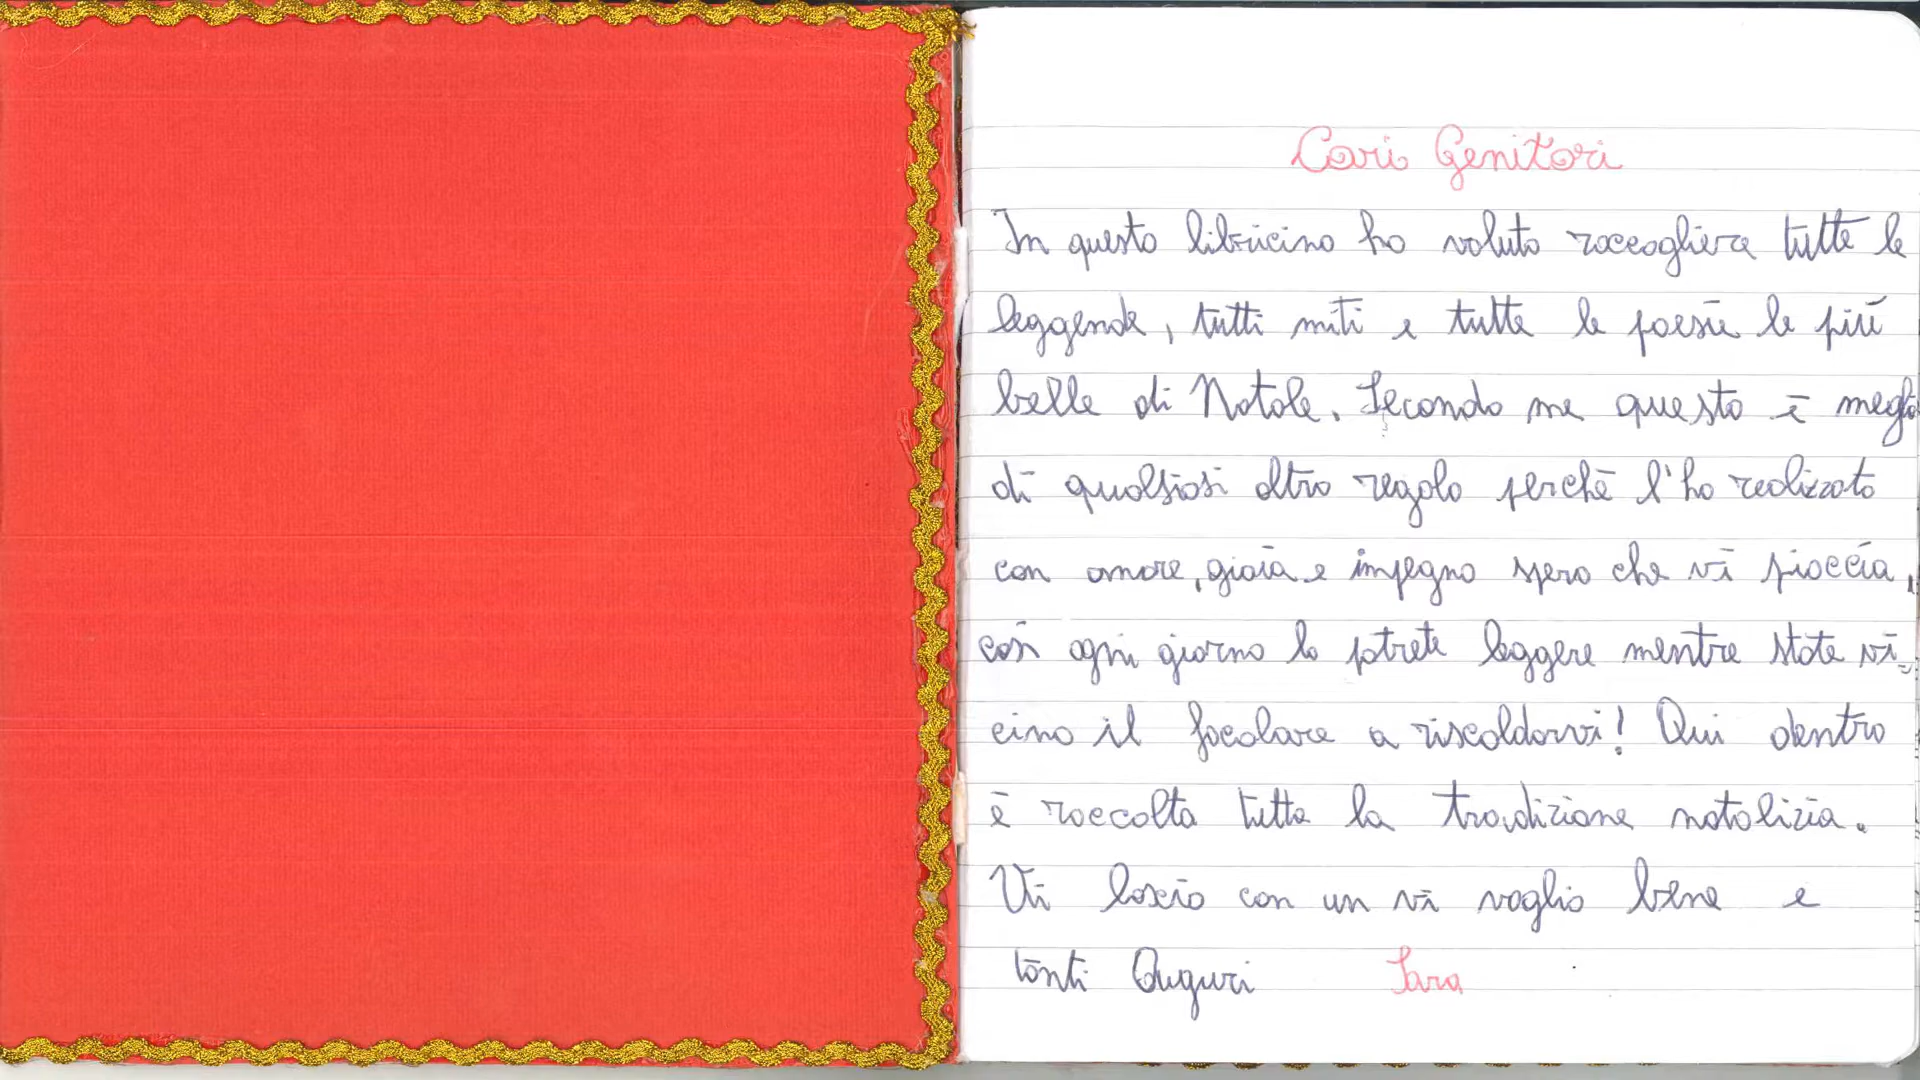 Cari Genitori
In questo libricino ho voluto raccogliere tutte le
leggende, tutti miti e tutte le poesie le più
belle di Natale. Secondo me questo è meglio
di qualsiasi altro regalo perchè l'ho realizzato
con amore, gioia e impegno spero che vi piaccia,
così ogni giorno lo potrete leggere mentre state vi-
cino il focolare a riscaldarvi! Qui dentro
è raccolta tutta la tradizione natalizia.
Vi lascio con un vi voglio bene e
tanti Auguri Sara